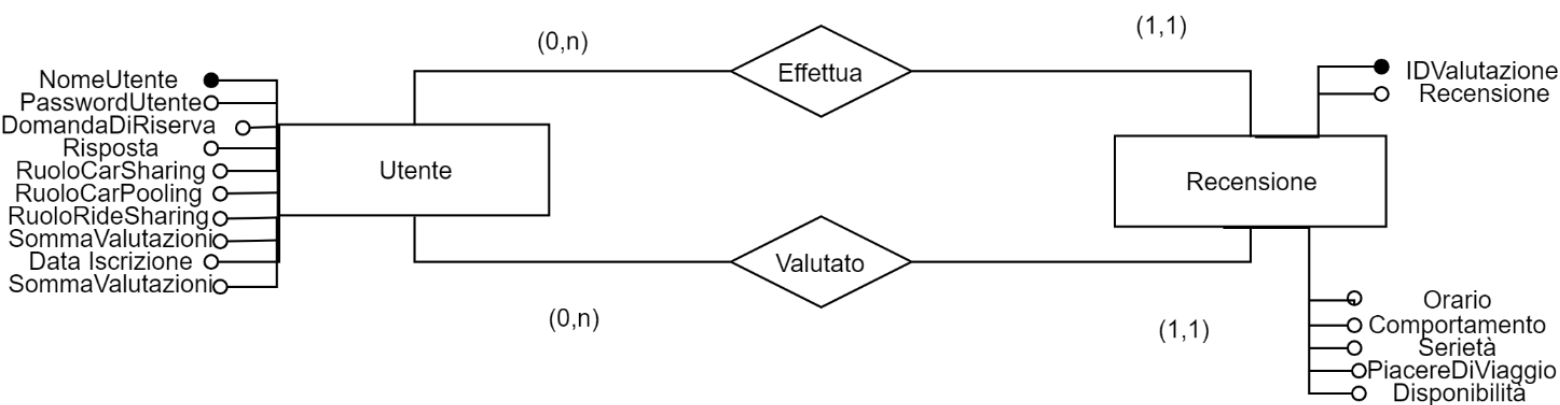 (0,n)
(1,1)
Effettua
NomeUtente
PasswordUtente
DomandaDiRiserva
Risposta
RuoloCarSharing
RuoloCarPooling
RuoloRideSharing
SommaValutazioni
Data Iscrizione
SommaValutazioni
Utente
IDValutazione
Recensione
Recensione
Valutato
(0,n)
(1,1)
Orario
Comportamento
Serietà
PiacereDiViaggio
Disponibilità